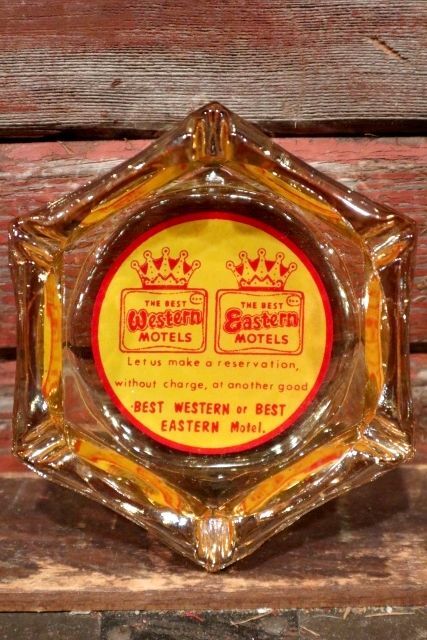 THE BEST THE BEST
Western Eastern
MOTELS MOTELS
Let us make a reservation,
without charge, at another good
BEST WESTERN or BEST
EASTERN Motel.